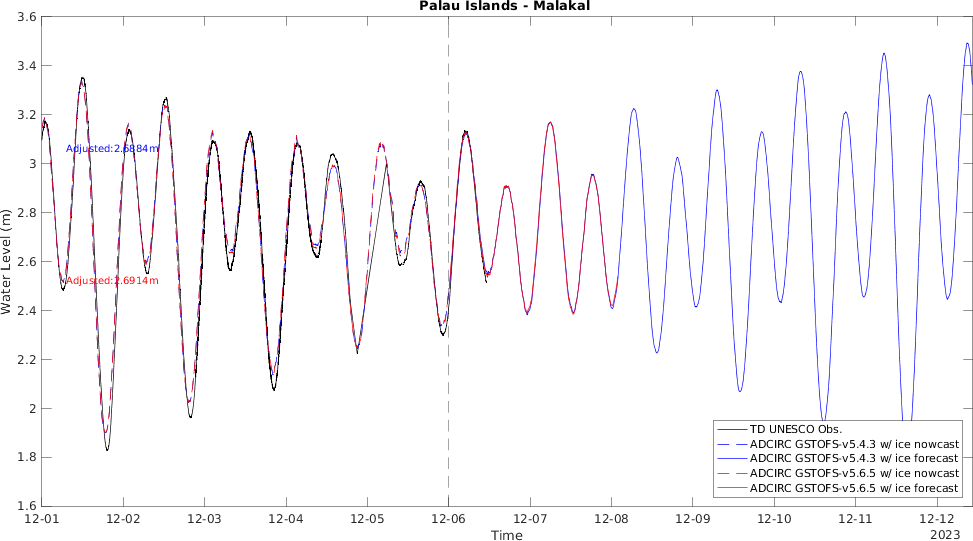 Palau Islands - Malakal
3.6
3.4
3.2
3
2.8
2.6
2.4
2.2
2
1.8
1.6
Water Level (m)
Adjusted:2.6884m
Adjusted:2.6914m
TD UNESCO Obs.
ADCIRC GSTOFS-v5.4.3 w/ ice nowcast
ADCIRC GSTOFS-v5.4.3 w/ ice forecast
ADCIRC GSTOFS-v5.6.5 w/ ice nowcast
ADCIRC GSTOFS-v5.6.5 w/ ice forecast
12-01 12-02 12-03 12-04 12-05 12-06 12-07 12-08 12-09 12-10 12-11 12-12
2023
Time